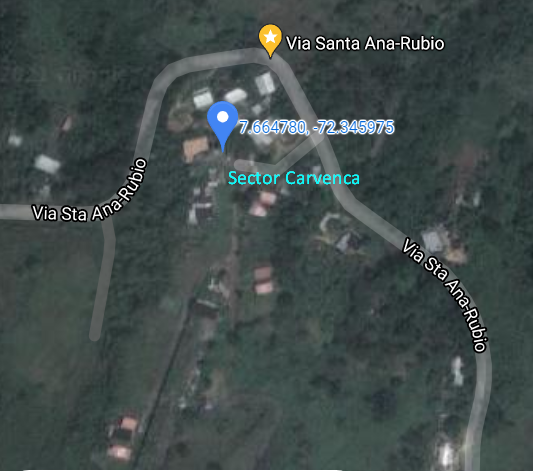 Via Santa Ana-Rubio
7.664780, -72.345975
Sector Carvenca
Via Sta Ana-Rubio
Via Sta Ana-Rubio